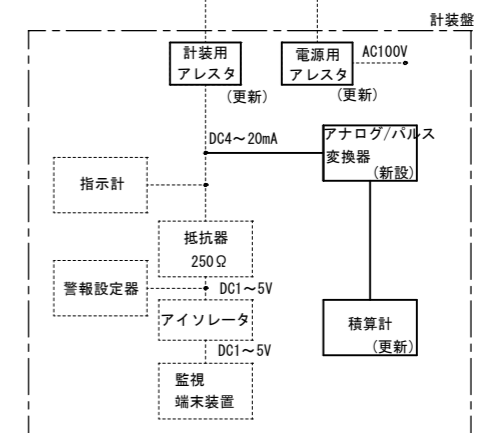 計装盤
計装用
アレスタ
(更新)
電源用
アレスタ
(更新)
AC100V
DC4～20mA
アナログ/パルス
変換器
(新設)
指示計
抵抗器
250Ω
警報設定器
DC1～5V
アイソレータ
DC1～5V
積算計
(更新)
監視
端末装置